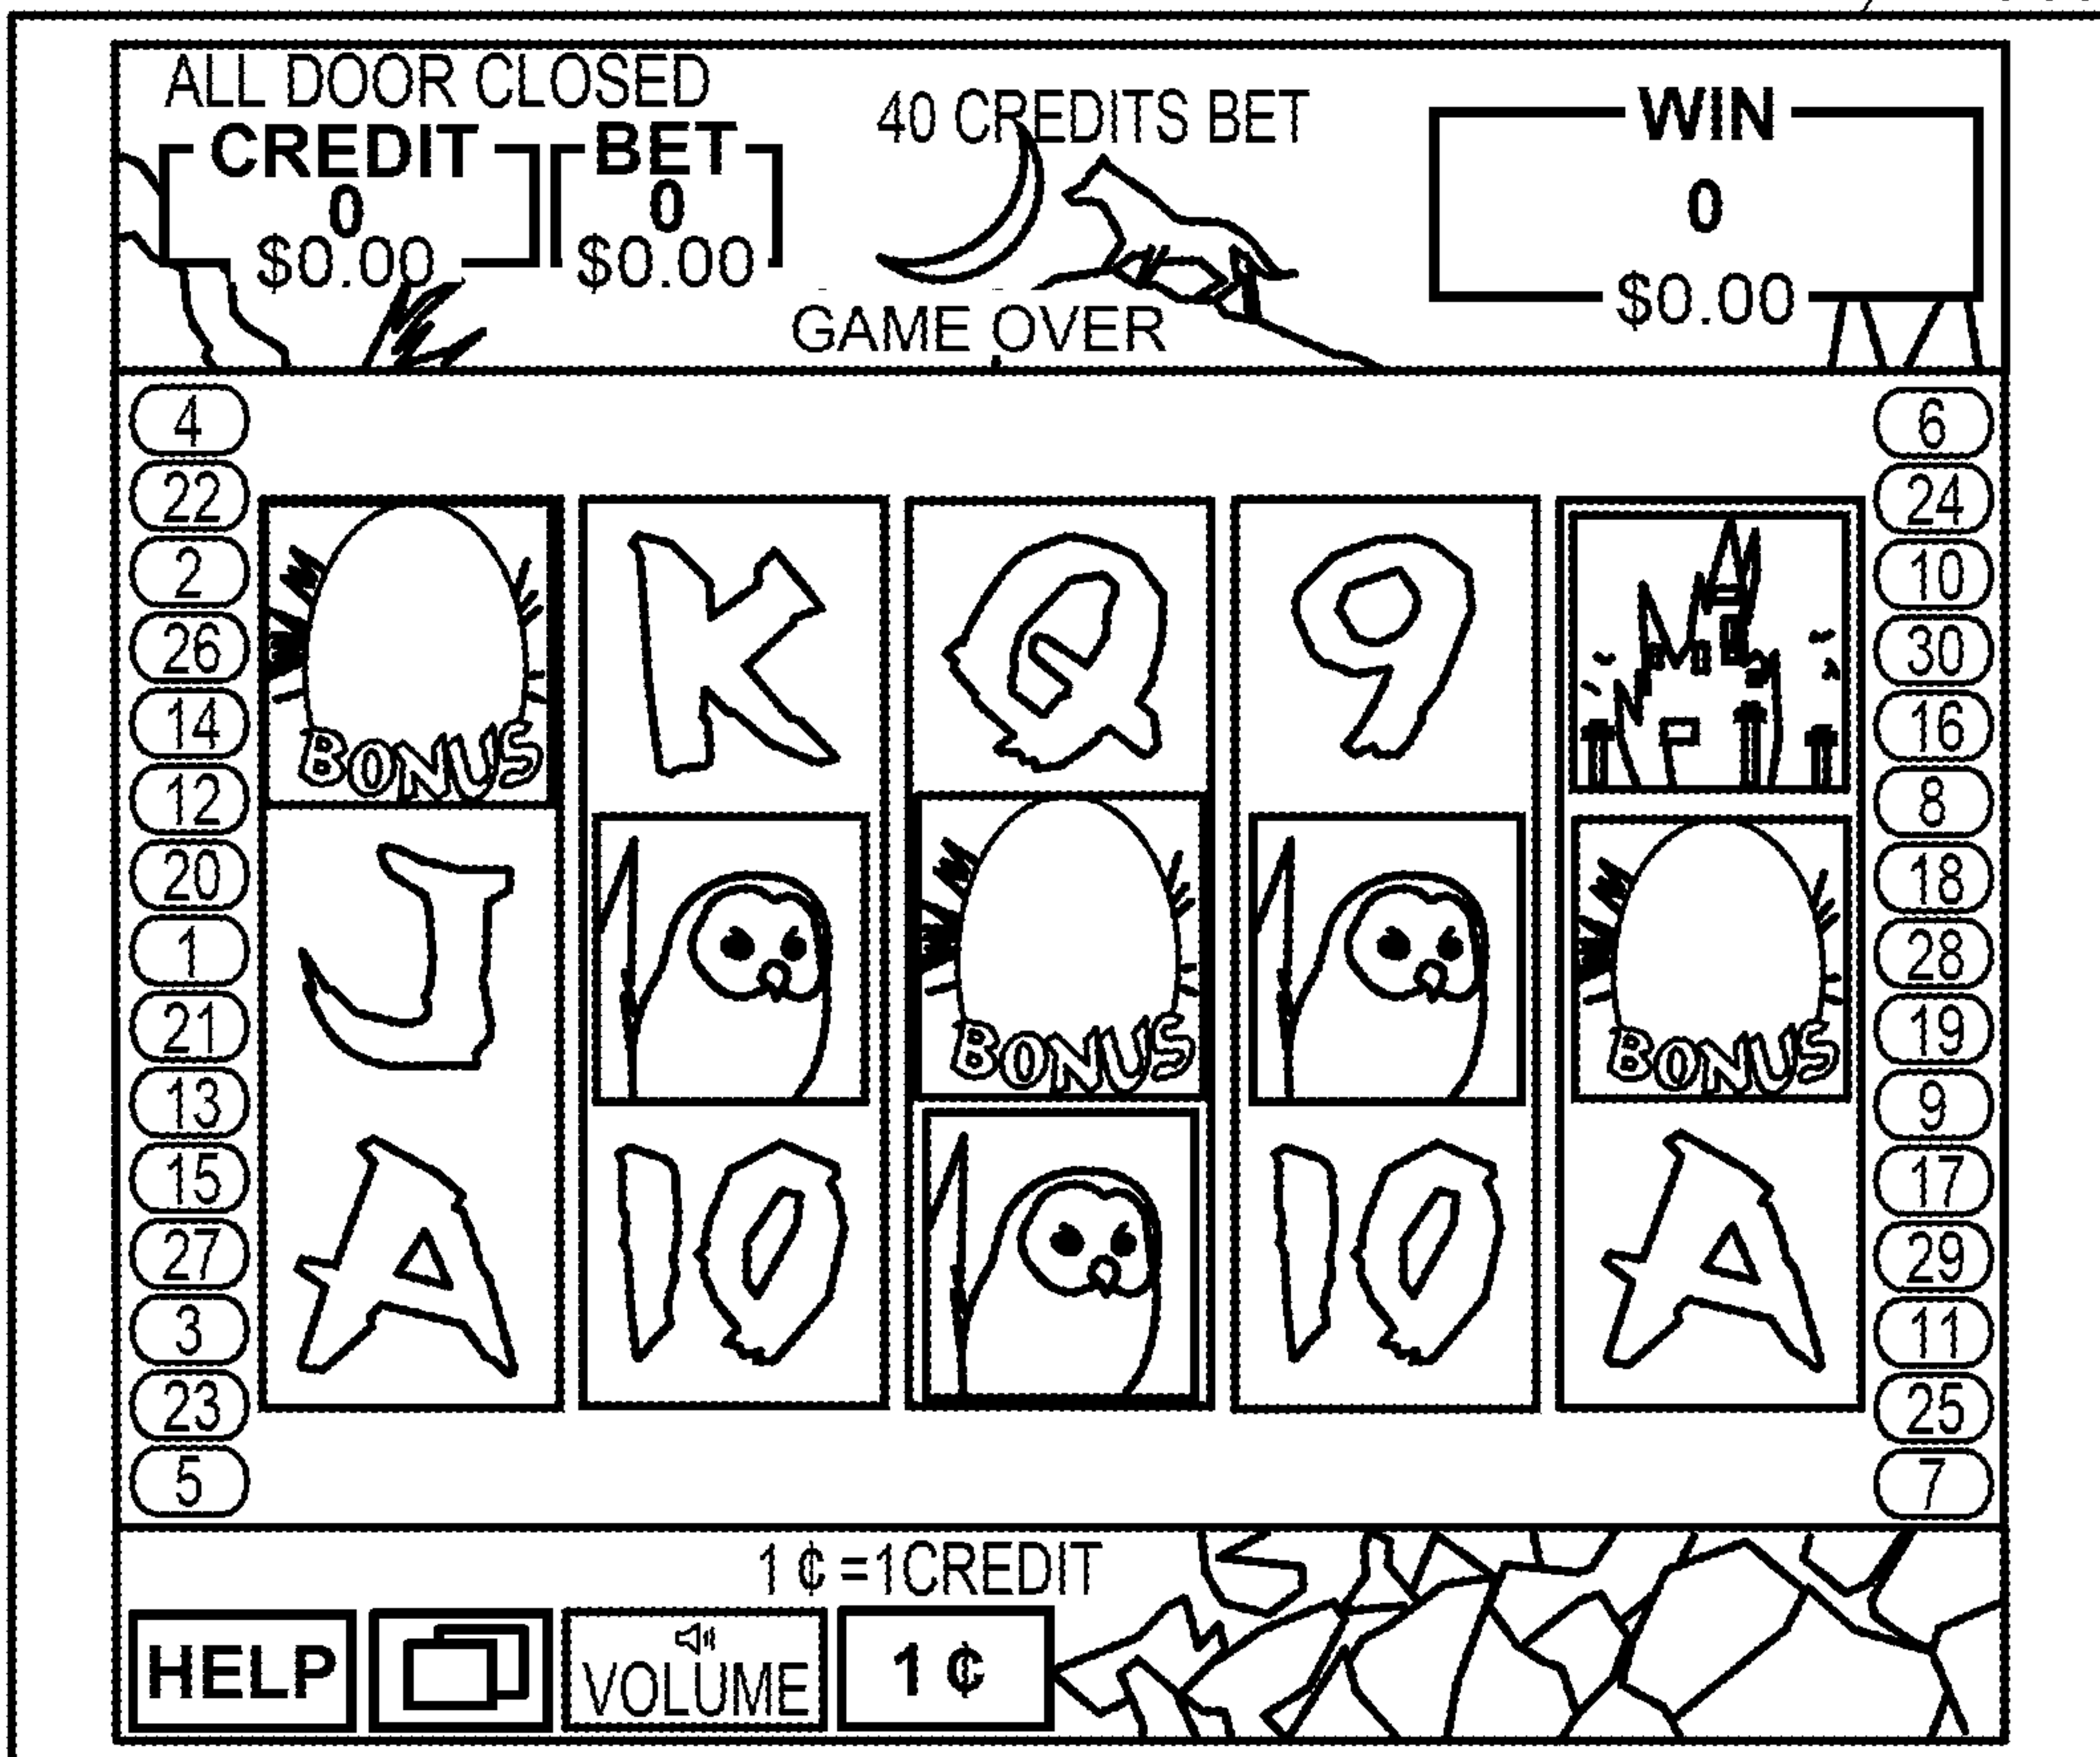 ALL DOOR CLOSED
CREDIT BET 40 CREDITS BET WIN
0 0 0
$0.00 $0.00 $0.00
GAME OVER
4 6
22 24
2 10
26 30
14 16
12 8
20 18
1 28
21 19
13 9
15 17
27 29
3 11
23 25
5 7
BONUS K Q 9
J BONUS BONUS
A 10 10 A
1 ¢ =1CREDIT
HELP VOLUME 1 ¢